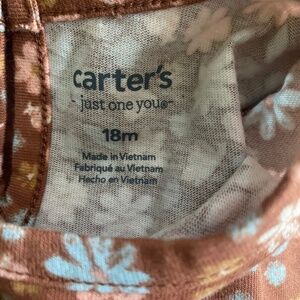 carter's
- just one you®-
18m
Made in Vietnam
Fabriqué au Vietnam
Hecho en Vietnam